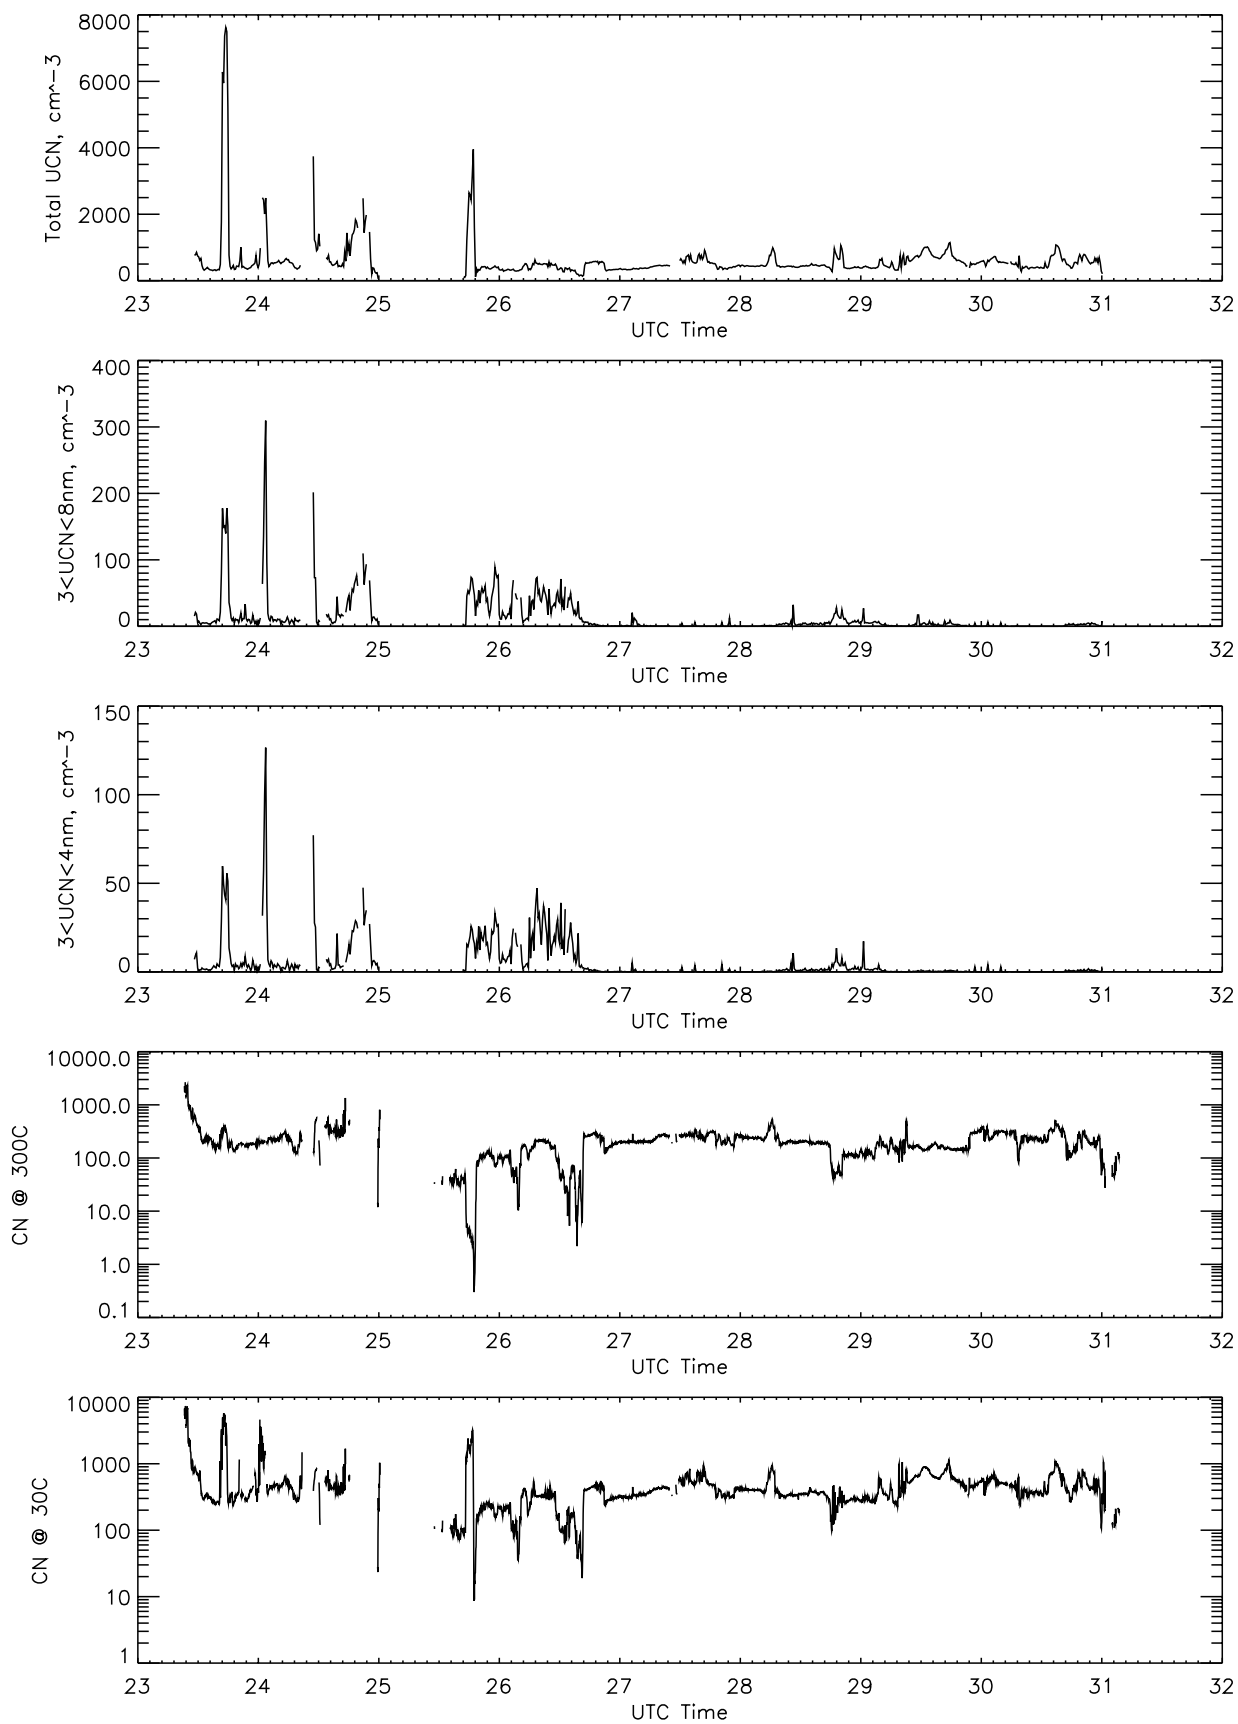 8000
6000
4000
2000
0
Total UCN, cm^-3
23 24 25 26 27 28 29 30 31 32
UTC Time
400
300
200
100
0
3<UCN<8nm, cm^-3
23 24 25 26 27 28 29 30 31 32
UTC Time
150
100
50
0
3<UCN<4nm, cm^-3
23 24 25 26 27 28 29 30 31 32
UTC Time
10000.0
1000.0
100.0
10.0
1.0
0.1
CN @ 300C
23 24 25 26 27 28 29 30 31 32
UTC Time
10000
1000
100
10
1
CN @ 30C
23 24 25 26 27 28 29 30 31 32
UTC Time